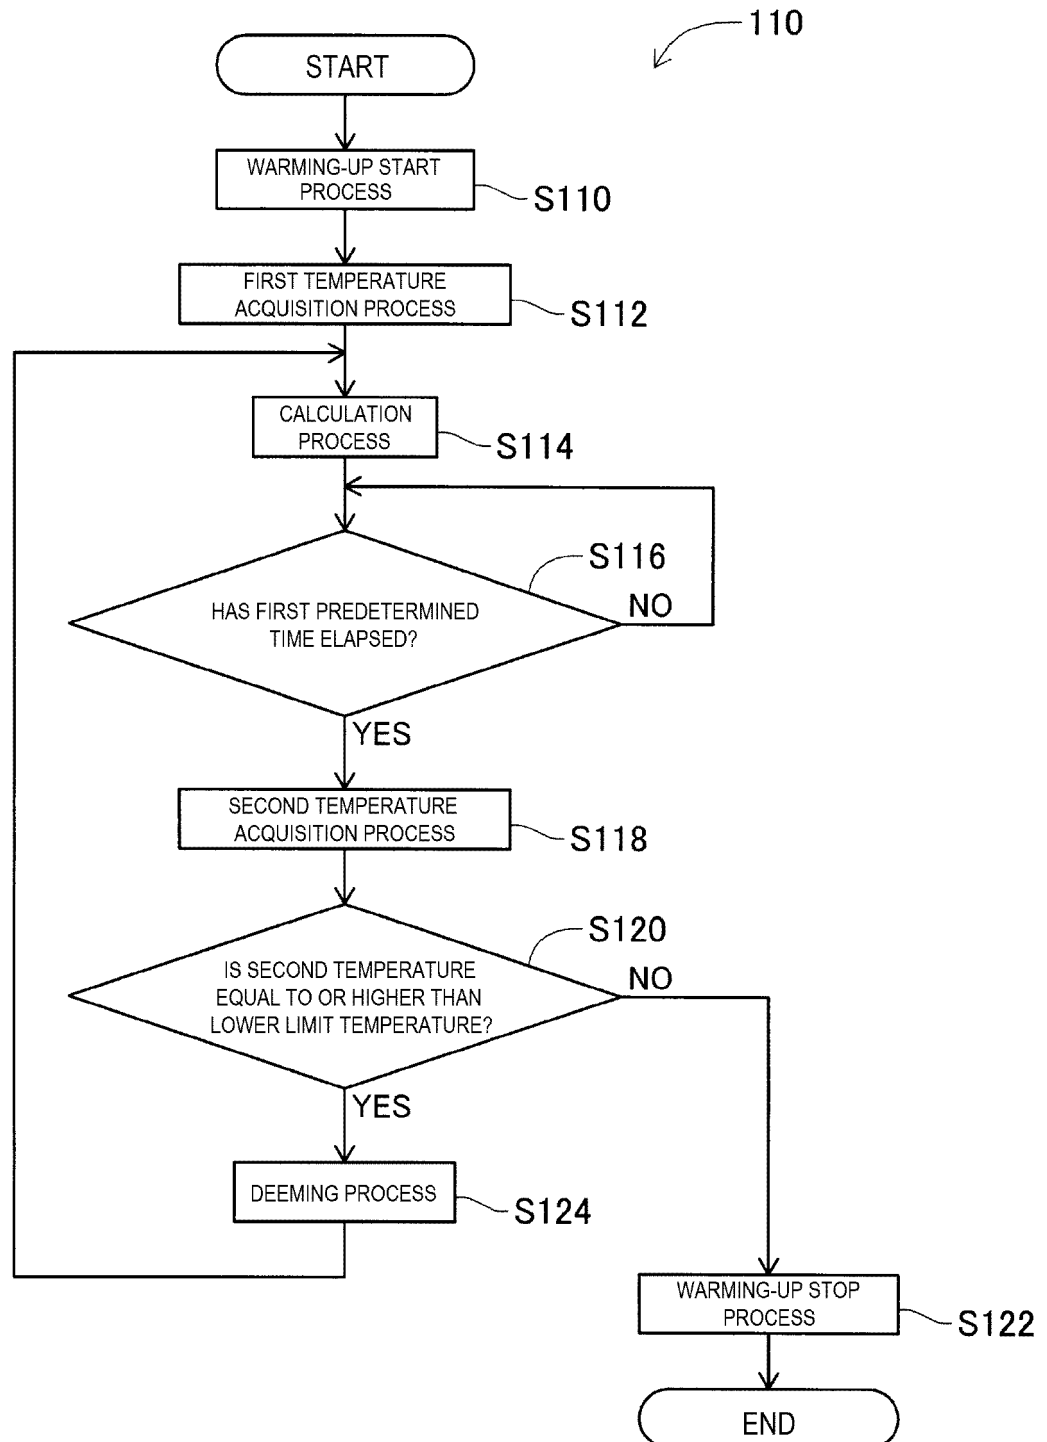 110
START
WARMING-UP START
PROCESS
S110
FIRST TEMPERATURE
ACQUISITION PROCESS
S112
CALCULATION
PROCESS
S114
S116
HAS FIRST PREDETERMINED
TIME ELAPSED?
NO
YES
SECOND TEMPERATURE
ACQUISITION PROCESS
S118
S120
IS SECOND TEMPERATURE
EQUAL TO OR HIGHER THAN
LOWER LIMIT TEMPERATURE?
NO
YES
DEEMING PROCESS
S124
WARMING-UP STOP
PROCESS
S122
END